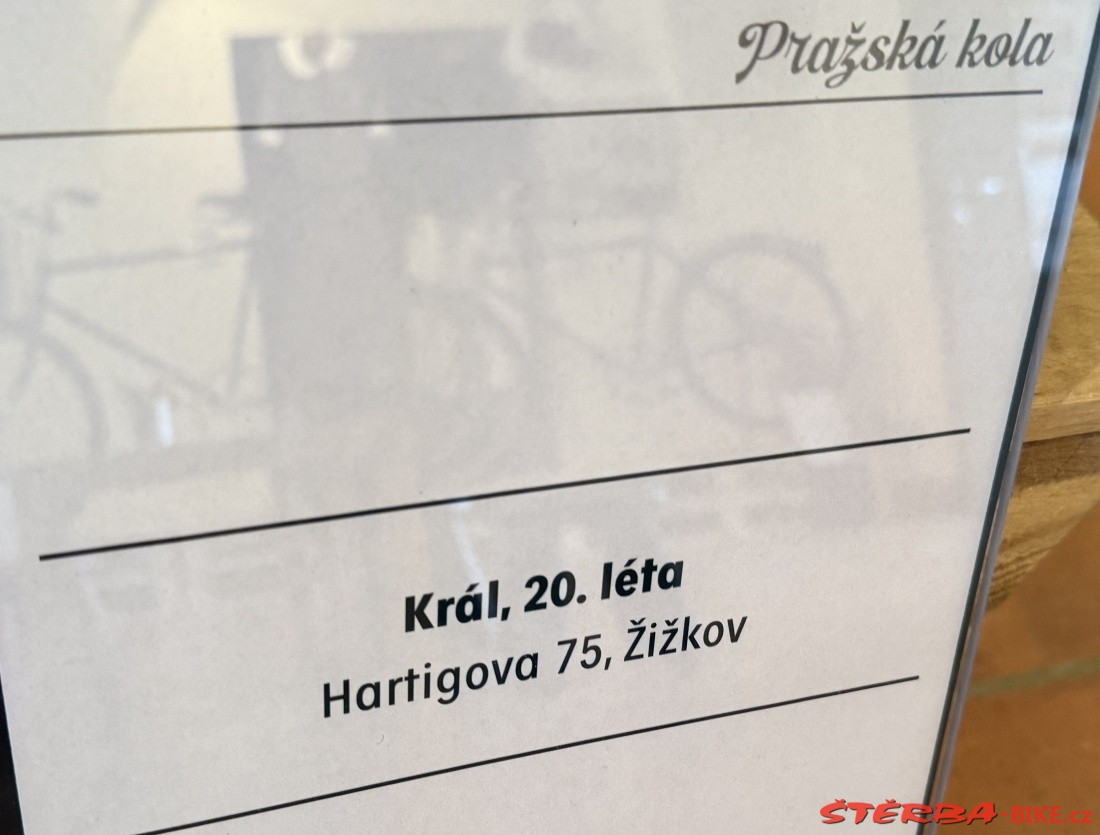 Pražská kola
Král, 20. léta
Hartigova 75, Žižkov
ŠTĚRBA-BIKE.cz